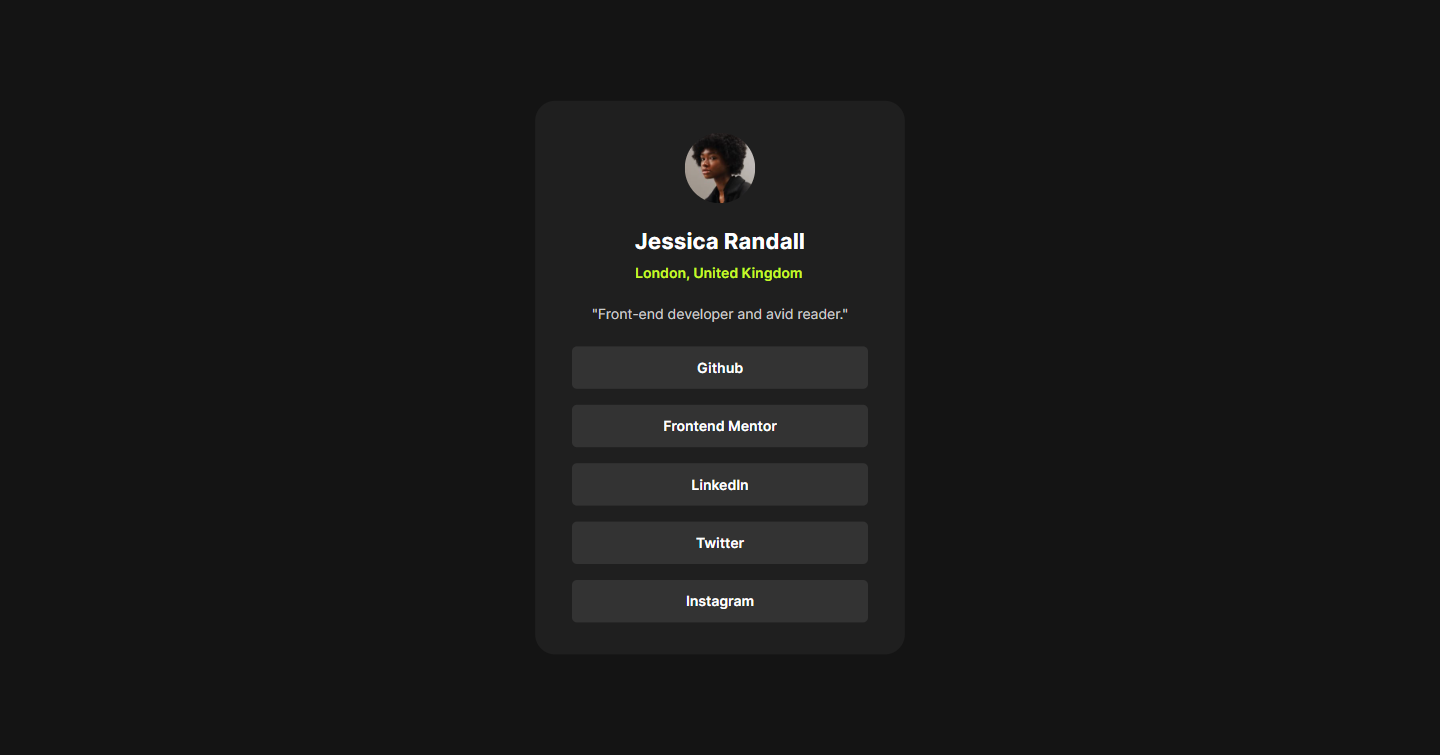 Jessica Randall
London, United Kingdom
"Front-end developer and avid reader."
Github
Frontend Mentor
LinkedIn
Twitter
Instagram